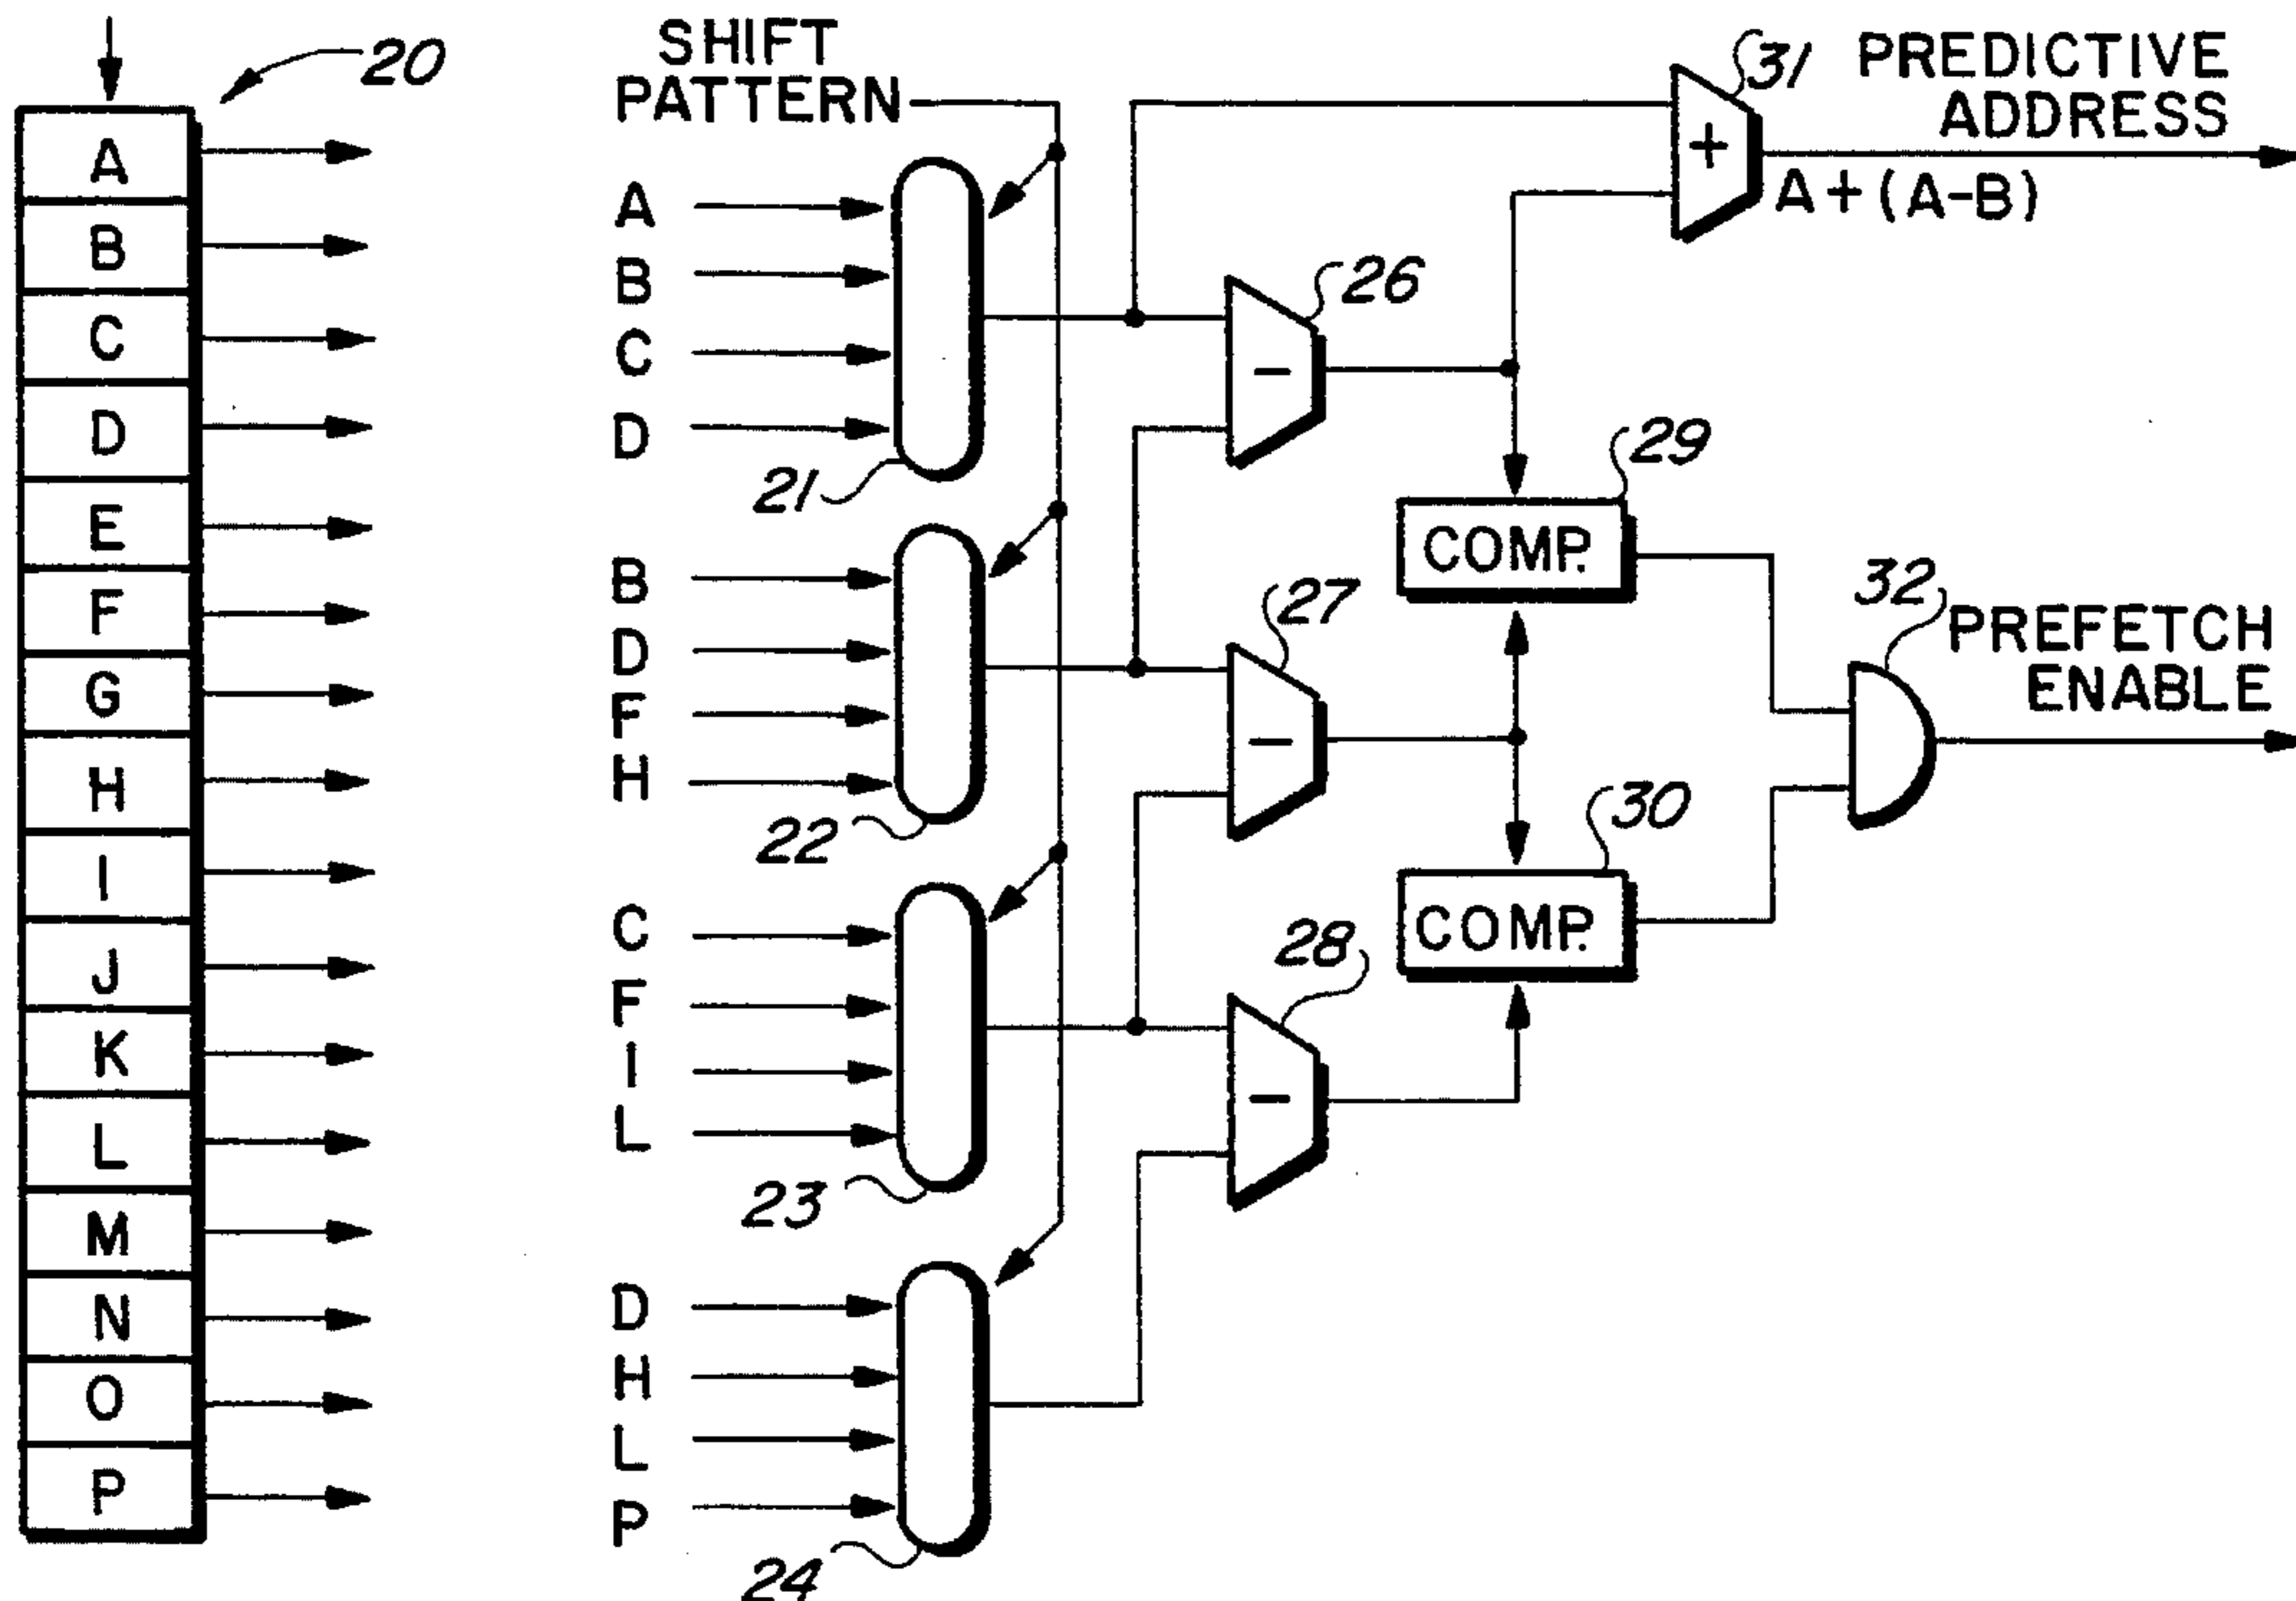 20
A
B
C
D
E
F
G
H
I
J
K
L
M
N
O
P
SHIFT
PATTERN
A
B
C
D
21
B
D
F
H
22
C
F
I
L
23
D
H
L
P
24
26
-
27
-
28
-
29
COMP.
30
COMP.
31
+
PREDICTIVE
ADDRESS
A+(A-B)
32
PREFETCH
ENABLE